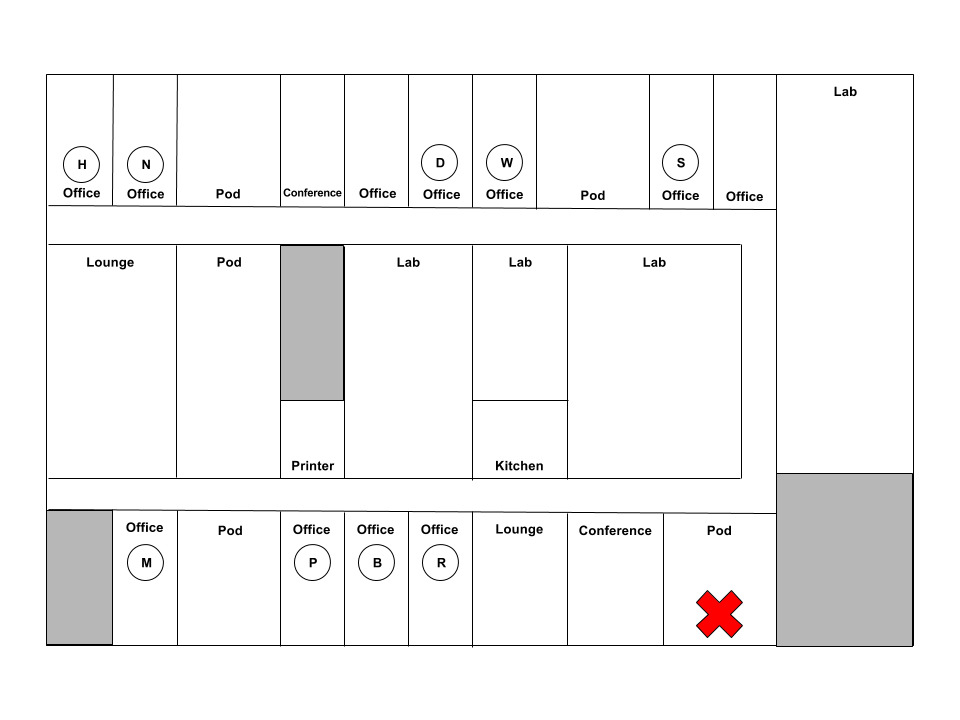 Lab
H
N
D
W
S
Office
Office
Pod
Conference
Office
Office
Office
Pod
Office
Office
Lounge
Pod
Lab
Lab
Lab
Printer
Kitchen
Office
Pod
Office
Office
Office
Lounge
Conference
Pod
M
P
B
R